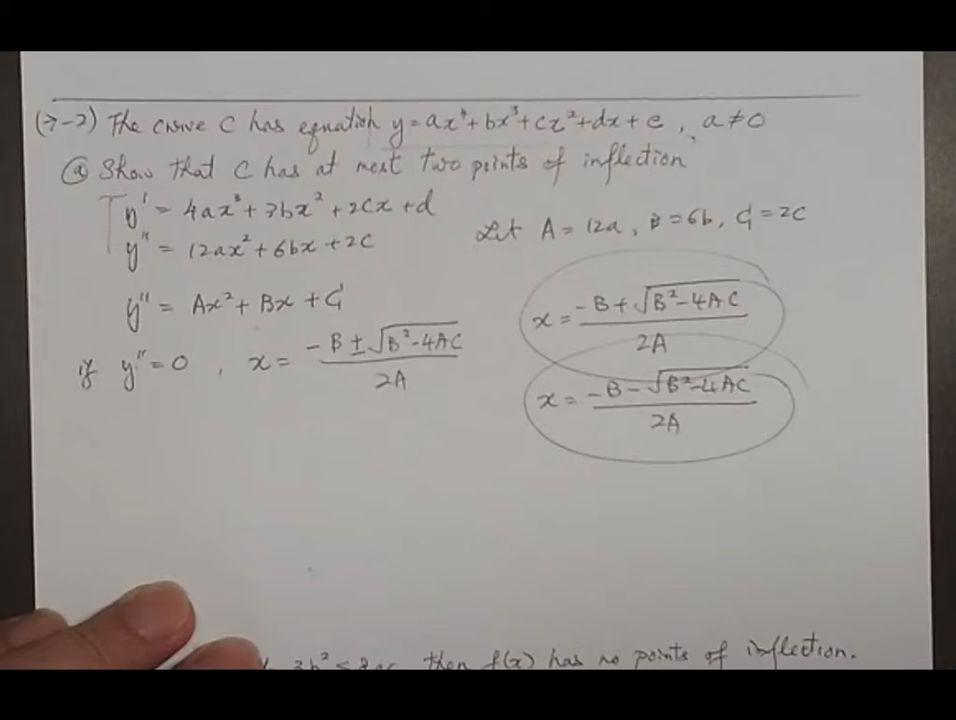 (7-2) The curve C has equation y = ax⁴ + bx³ + cx² + dx + e , a ≠ 0
ⓐ Show that C has at most two points of inflection
y' = 4ax³ + 3bx² + 2cx + d
y'' = 12ax² + 6bx + 2c
Let A = 12a , B = 6b , C = 2c
y'' = Ax² + Bx + C
if y'' = 0 , x = (-B ± √(B² - 4AC)) / 2A
x = (-B + √(B² - 4AC)) / 2A
x = (-B - √(B² - 4AC)) / 2A
3b² < 8ac then f(x) has no points of inflection.